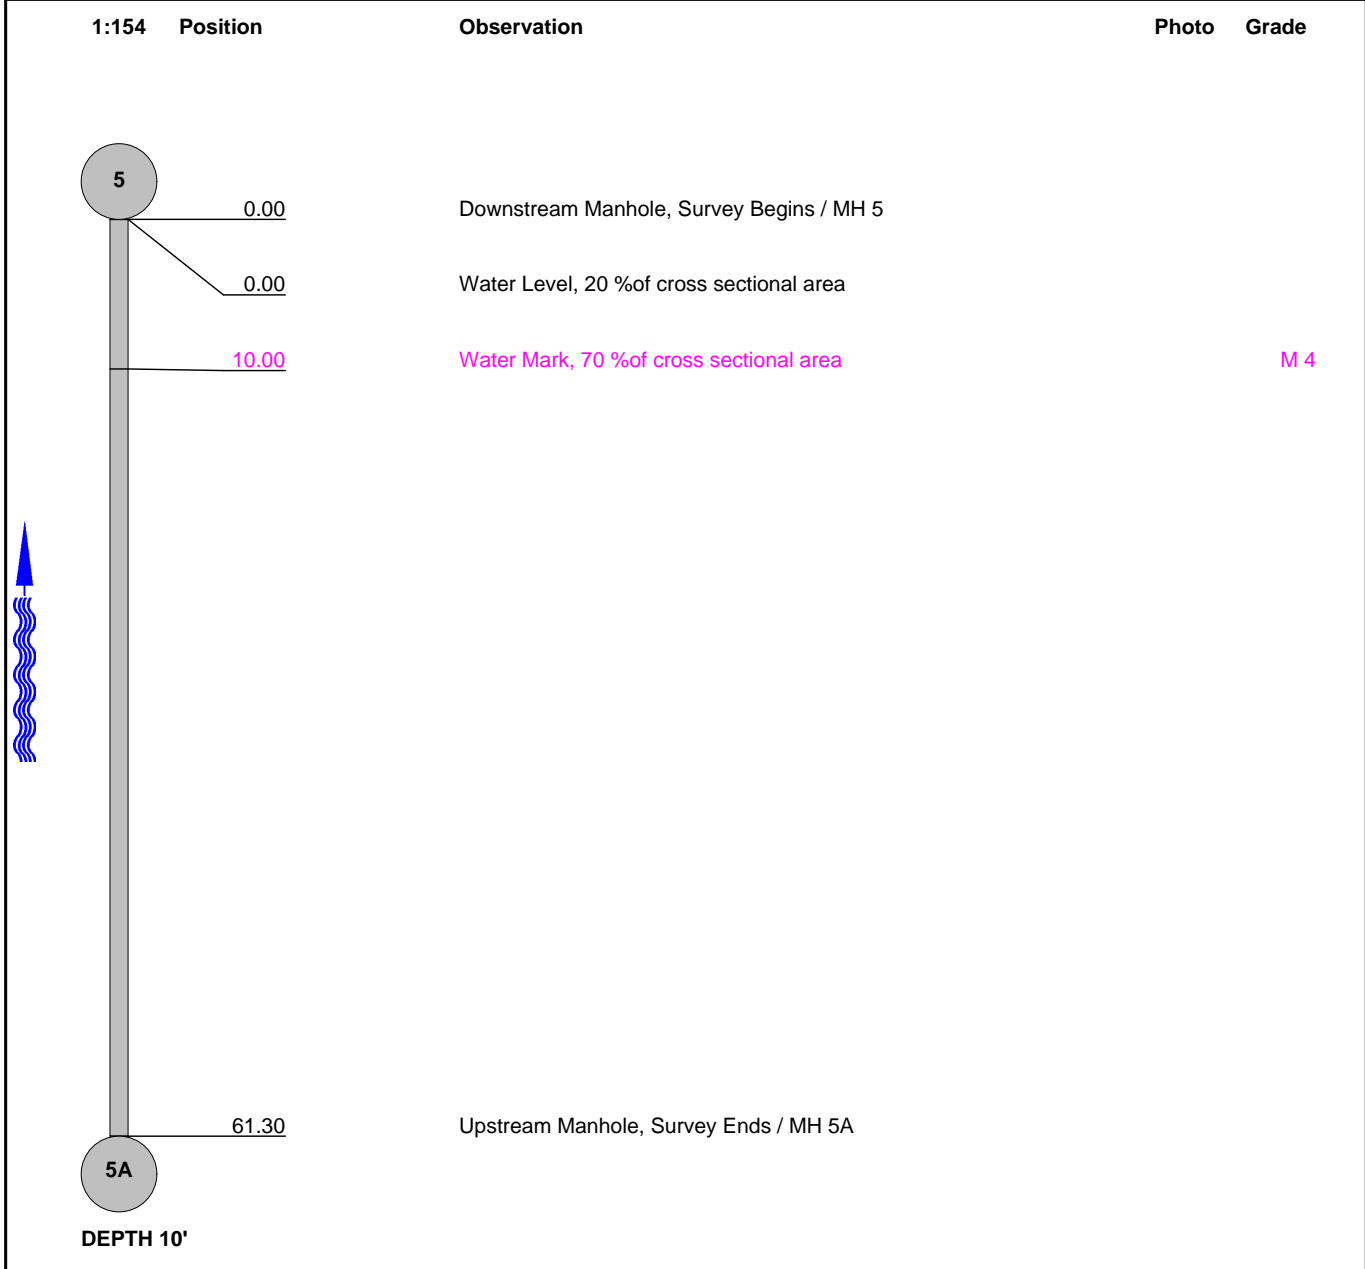 1:154 Position Observation Photo Grade
5
0.00 Downstream Manhole, Survey Begins / MH 5
0.00 Water Level, 20 %of cross sectional area
10.00 Water Mark, 70 %of cross sectional area M 4
61.30 Upstream Manhole, Survey Ends / MH 5A
5A
DEPTH 10'